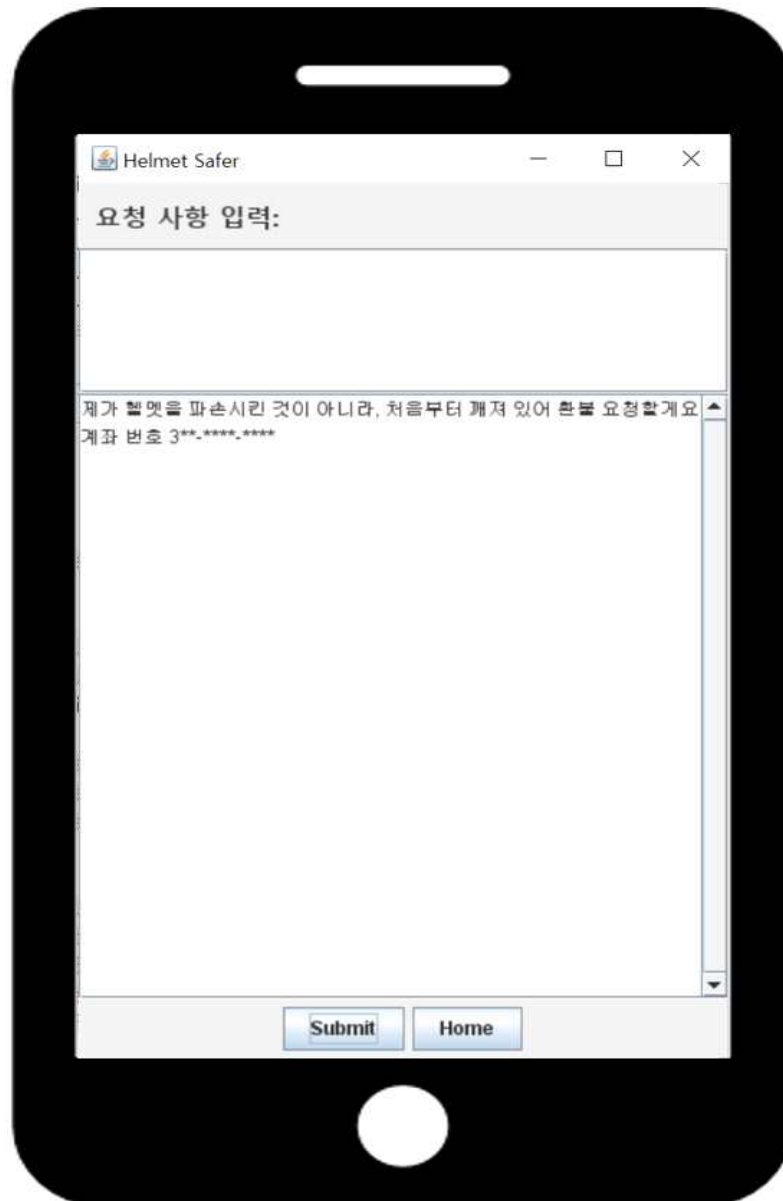 Helmet Safer
요청 사항 입력:
제가 헬멧을 파손시킨 것이 아니라, 처음부터 깨져 있어 환불 요청할게요
계좌 번호 3**-****-****
Submit Home